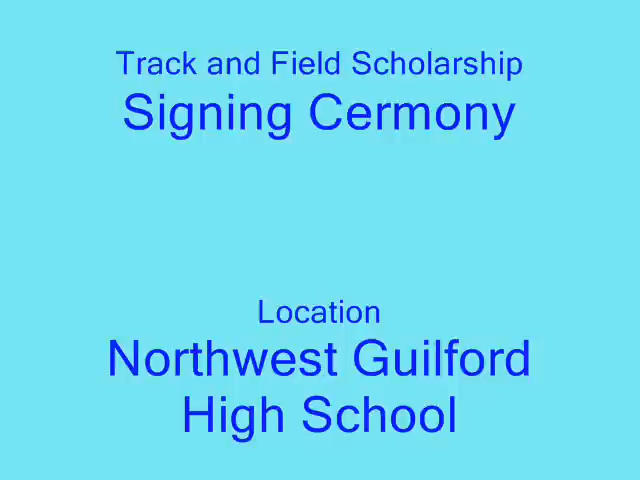 Track and Field Scholarship
Signing Cermony
Location
Northwest Guilford
High School